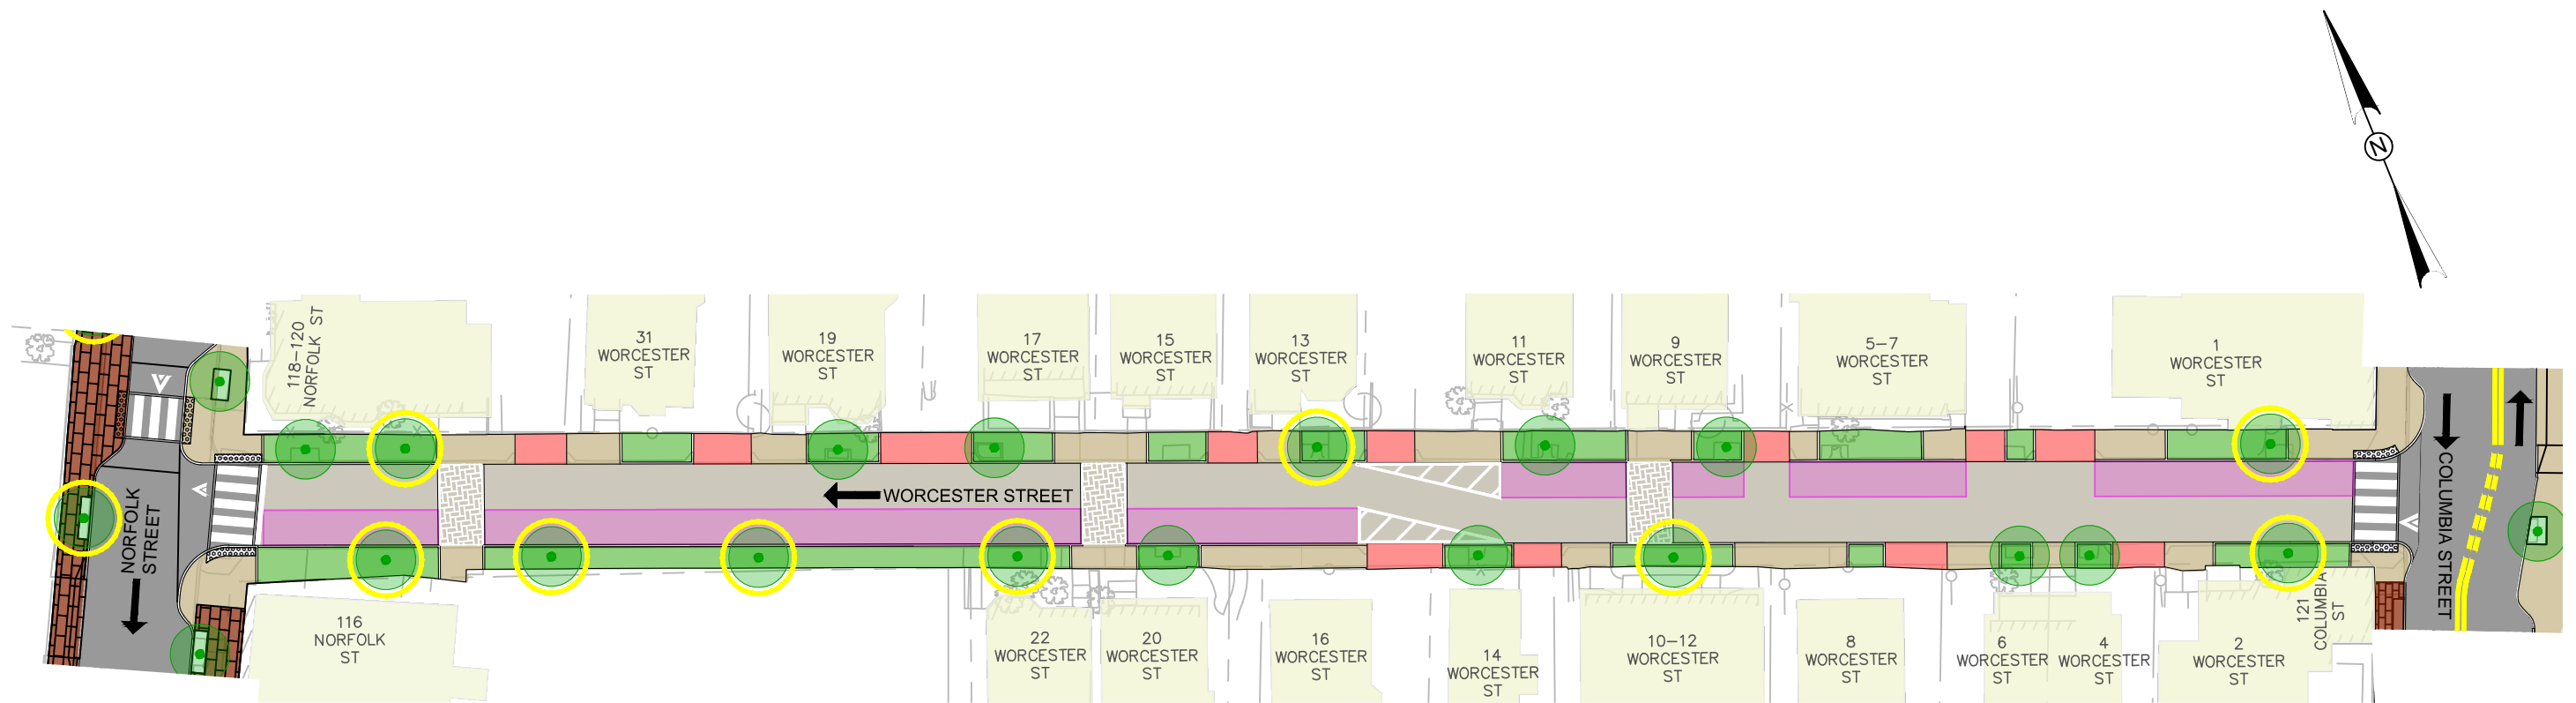 118-120
NORFOLK ST
31
WORCESTER
ST
19
WORCESTER
ST
17
WORCESTER
ST
15
WORCESTER
ST
13
WORCESTER
ST
11
WORCESTER
ST
9
WORCESTER
ST
5-7
WORCESTER
ST
1
WORCESTER
ST
N
NORFOLK
STREET
WORCESTER STREET
COLUMBIA STREET
116
NORFOLK
ST
22
WORCESTER
ST
20
WORCESTER
ST
16
WORCESTER
ST
14
WORCESTER
ST
10-12
WORCESTER
ST
8
WORCESTER
ST
6
WORCESTER
ST
4
WORCESTER
ST
2
WORCESTER
ST
121
COLUMBIA
ST